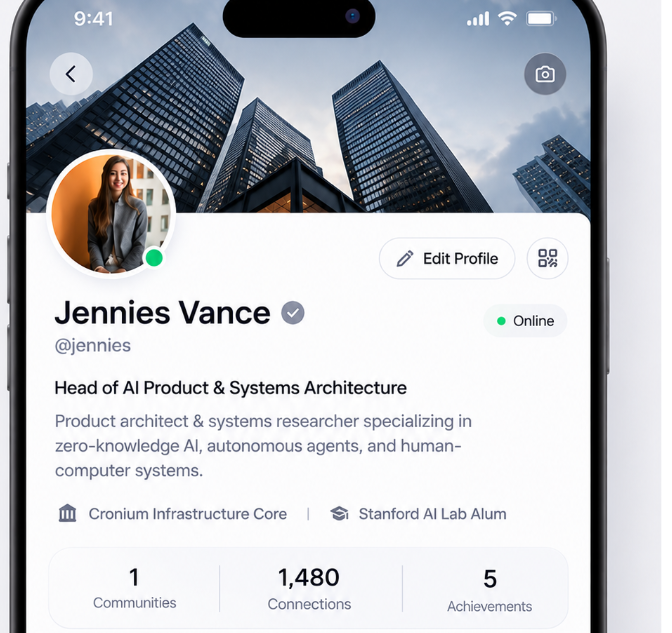 9:41
Edit Profile
Jennies Vance
@jennies
Online
Head of AI Product & Systems Architecture
Product architect & systems researcher specializing in
zero-knowledge AI, autonomous agents, and human-
computer systems.
Cronium Infrastructure Core | Stanford AI Lab Alum
1
Communities
1,480
Connections
5
Achievements